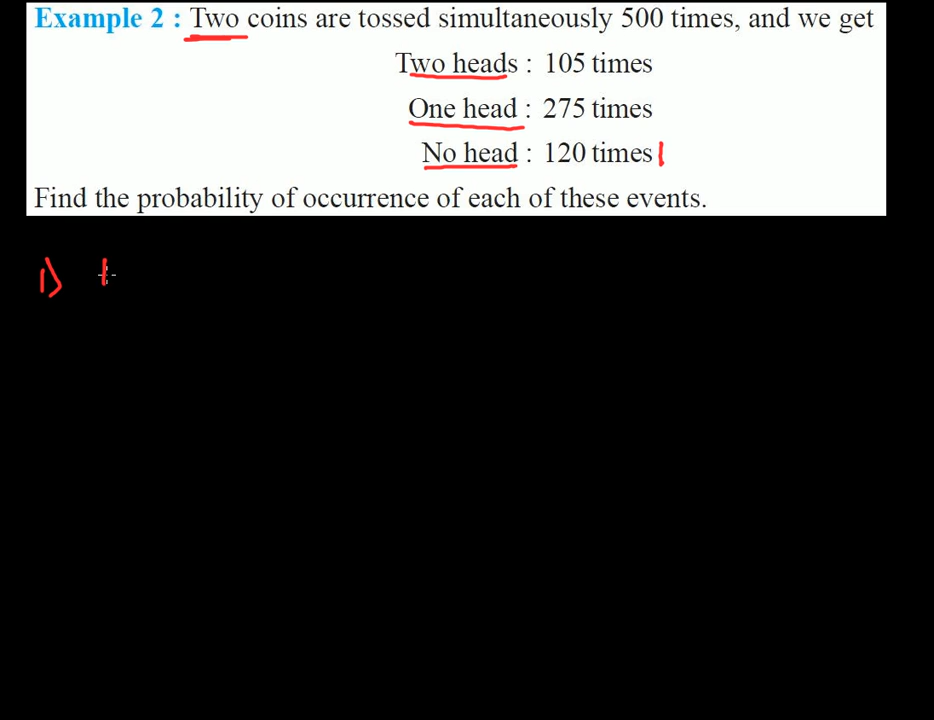 Example 2 : Two coins are tossed simultaneously 500 times, and we get
Two heads : 105 times
One head : 275 times
No head : 120 times
Find the probability of occurrence of each of these events.
1)